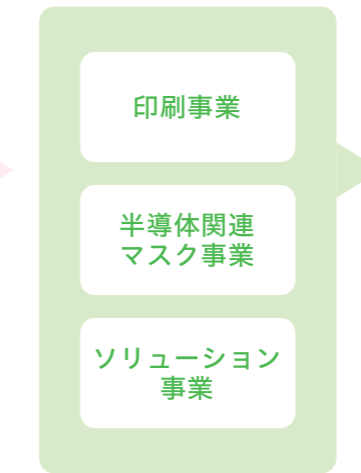 印刷事業
半導体関連
マスク事業
ソリューション
事業